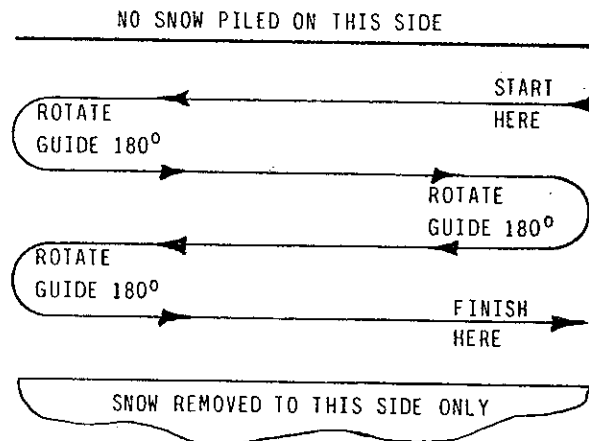 NO SNOW PILED ON THIS SIDE
START
HERE
ROTATE
GUIDE 180°
ROTATE
GUIDE 180°
ROTATE
GUIDE 180°
FINISH
HERE
SNOW REMOVED TO THIS SIDE ONLY